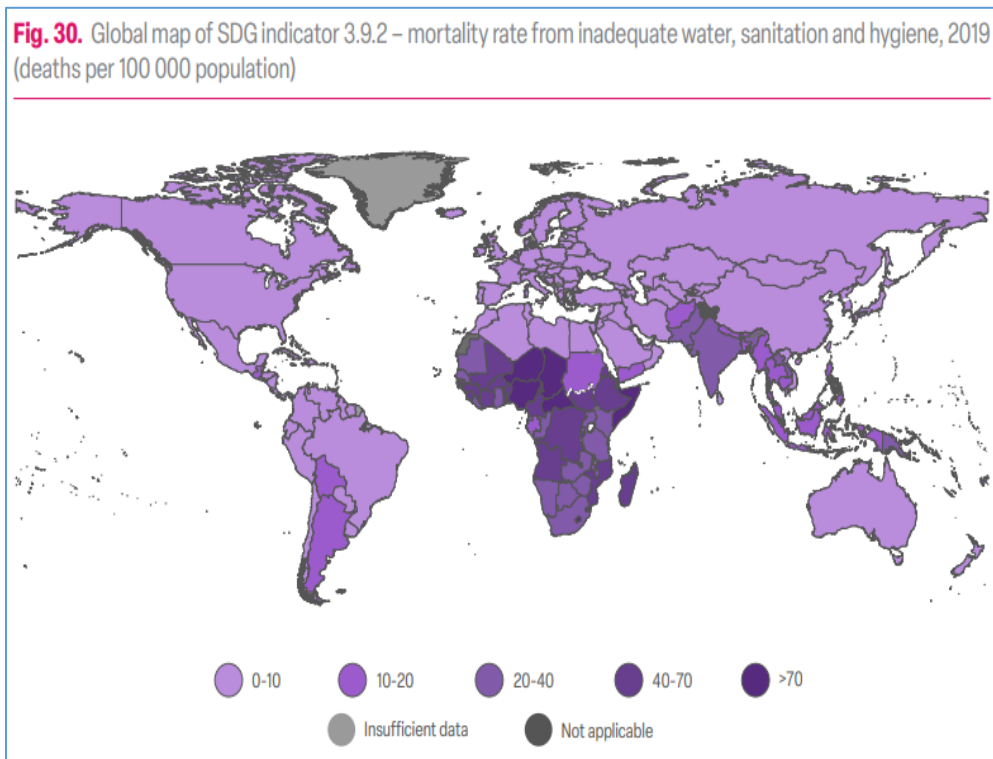 Fig. 30. Global map of SDG indicator 3.9.2 – mortality rate from inadequate water, sanitation and hygiene, 2019
(deaths per 100 000 population)
0-10
10-20
20-40
40-70
>70
Insufficient data
Not applicable